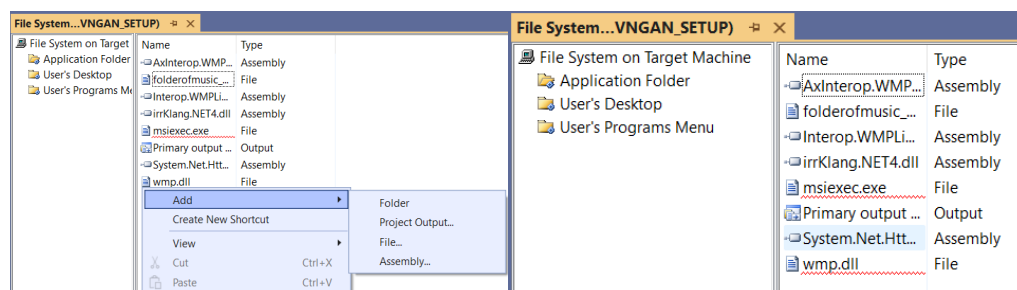 File System...VNGAN_SETUP)
File System on Target
Application Folder
User's Desktop
User's Programs Me
Name Type
AxInterop.WMP... Assembly
folderofmusic_... File
Interop.WMPLi... Assembly
irrKlang.NET4.dll Assembly
msiexec.exe File
Primary output ... Output
System.Net.Htt... Assembly
wmp.dll File
Add
Create New Shortcut
View
Cut Ctrl+X
Paste Ctrl+V
Folder
Project Output...
File...
Assembly...
File System...VNGAN_SETUP)
File System on Target Machine
Application Folder
User's Desktop
User's Programs Menu
Name Type
AxInterop.WMP... Assembly
folderofmusic_... File
Interop.WMPLi... Assembly
irrKlang.NET4.dll Assembly
msiexec.exe File
Primary output ... Output
System.Net.Htt... Assembly
wmp.dll File